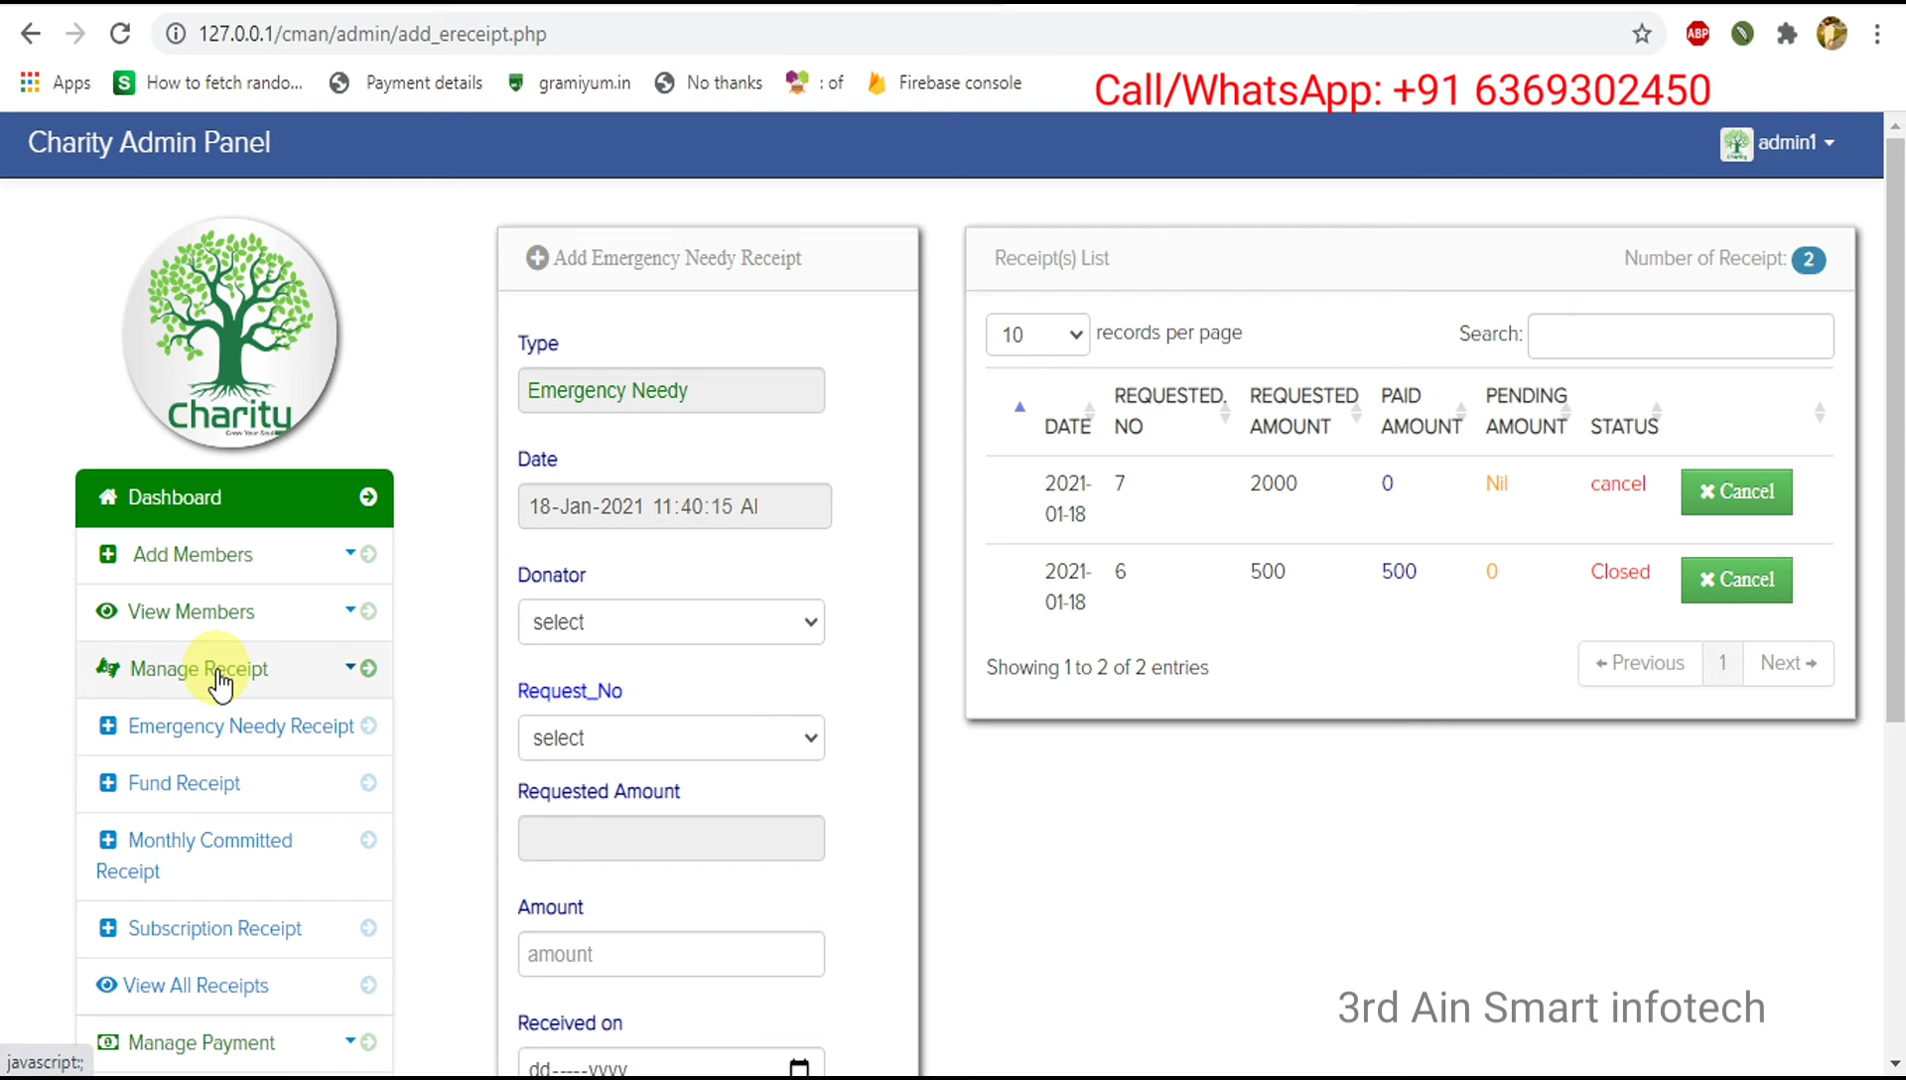 127.0.0.1/cman/admin/add_ereceipt.php
ABP
Apps
S
How to fetch rando...
Payment details
gramiyum.in
No thanks
: of
Firebase console
Call/WhatsApp: +91 6369302450
Charity Admin Panel
admin1
Charity
Grow Your Soul
Dashboard
Add Members
View Members
Manage Receipt
Emergency Needy Receipt
Fund Receipt
Monthly Committed
Receipt
Subscription Receipt
View All Receipts
Manage Payment
javascript:;
Add Emergency Needy Receipt
Type
Emergency Needy
Date
18-Jan-2021 11:40:15 Al
Donator
select
Request_No
select
Requested Amount
Amount
amount
Received on
dd-----yyyy
Receipt(s) List
Number of Receipt: 2
10 records per page
Search:
DATE REQUESTED. NO REQUESTED AMOUNT PAID AMOUNT PENDING AMOUNT STATUS
2021-
01-18
7 2000 0 Nil cancel Cancel
2021-
01-18
6 500 500 0 Closed Cancel
Showing 1 to 2 of 2 entries
Previous 1 Next
3rd Ain Smart infotech